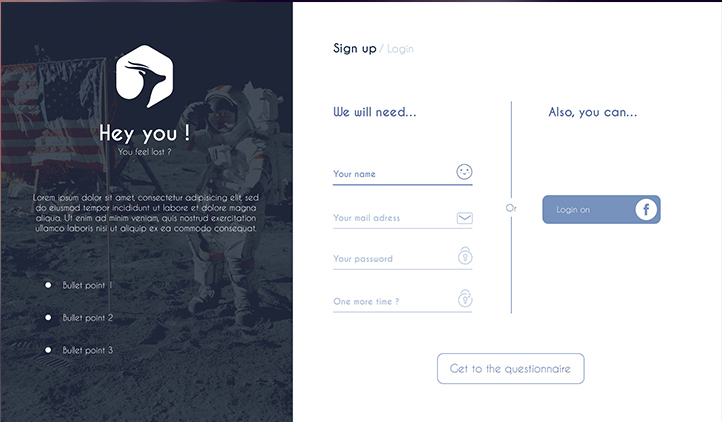 Hey you !
You feel lost ?
Lorem ipsum dolor sit amet, consectetur adipisicing elit, sed
do eiusmod tempor incididunt ut labore et dolore magna
aliqua. Ut enim ad minim veniam, quis nostrud exercitation
ullamco laboris nisi ut aliquip ex ea commodo consequat.
Bullet point 1
Bullet point 2
Bullet point 3
Sign up / Login
We will need...
Your name
Your mail adress
Your password
One more time ?
Or
Also, you can...
Login on f
Get to the questionnaire